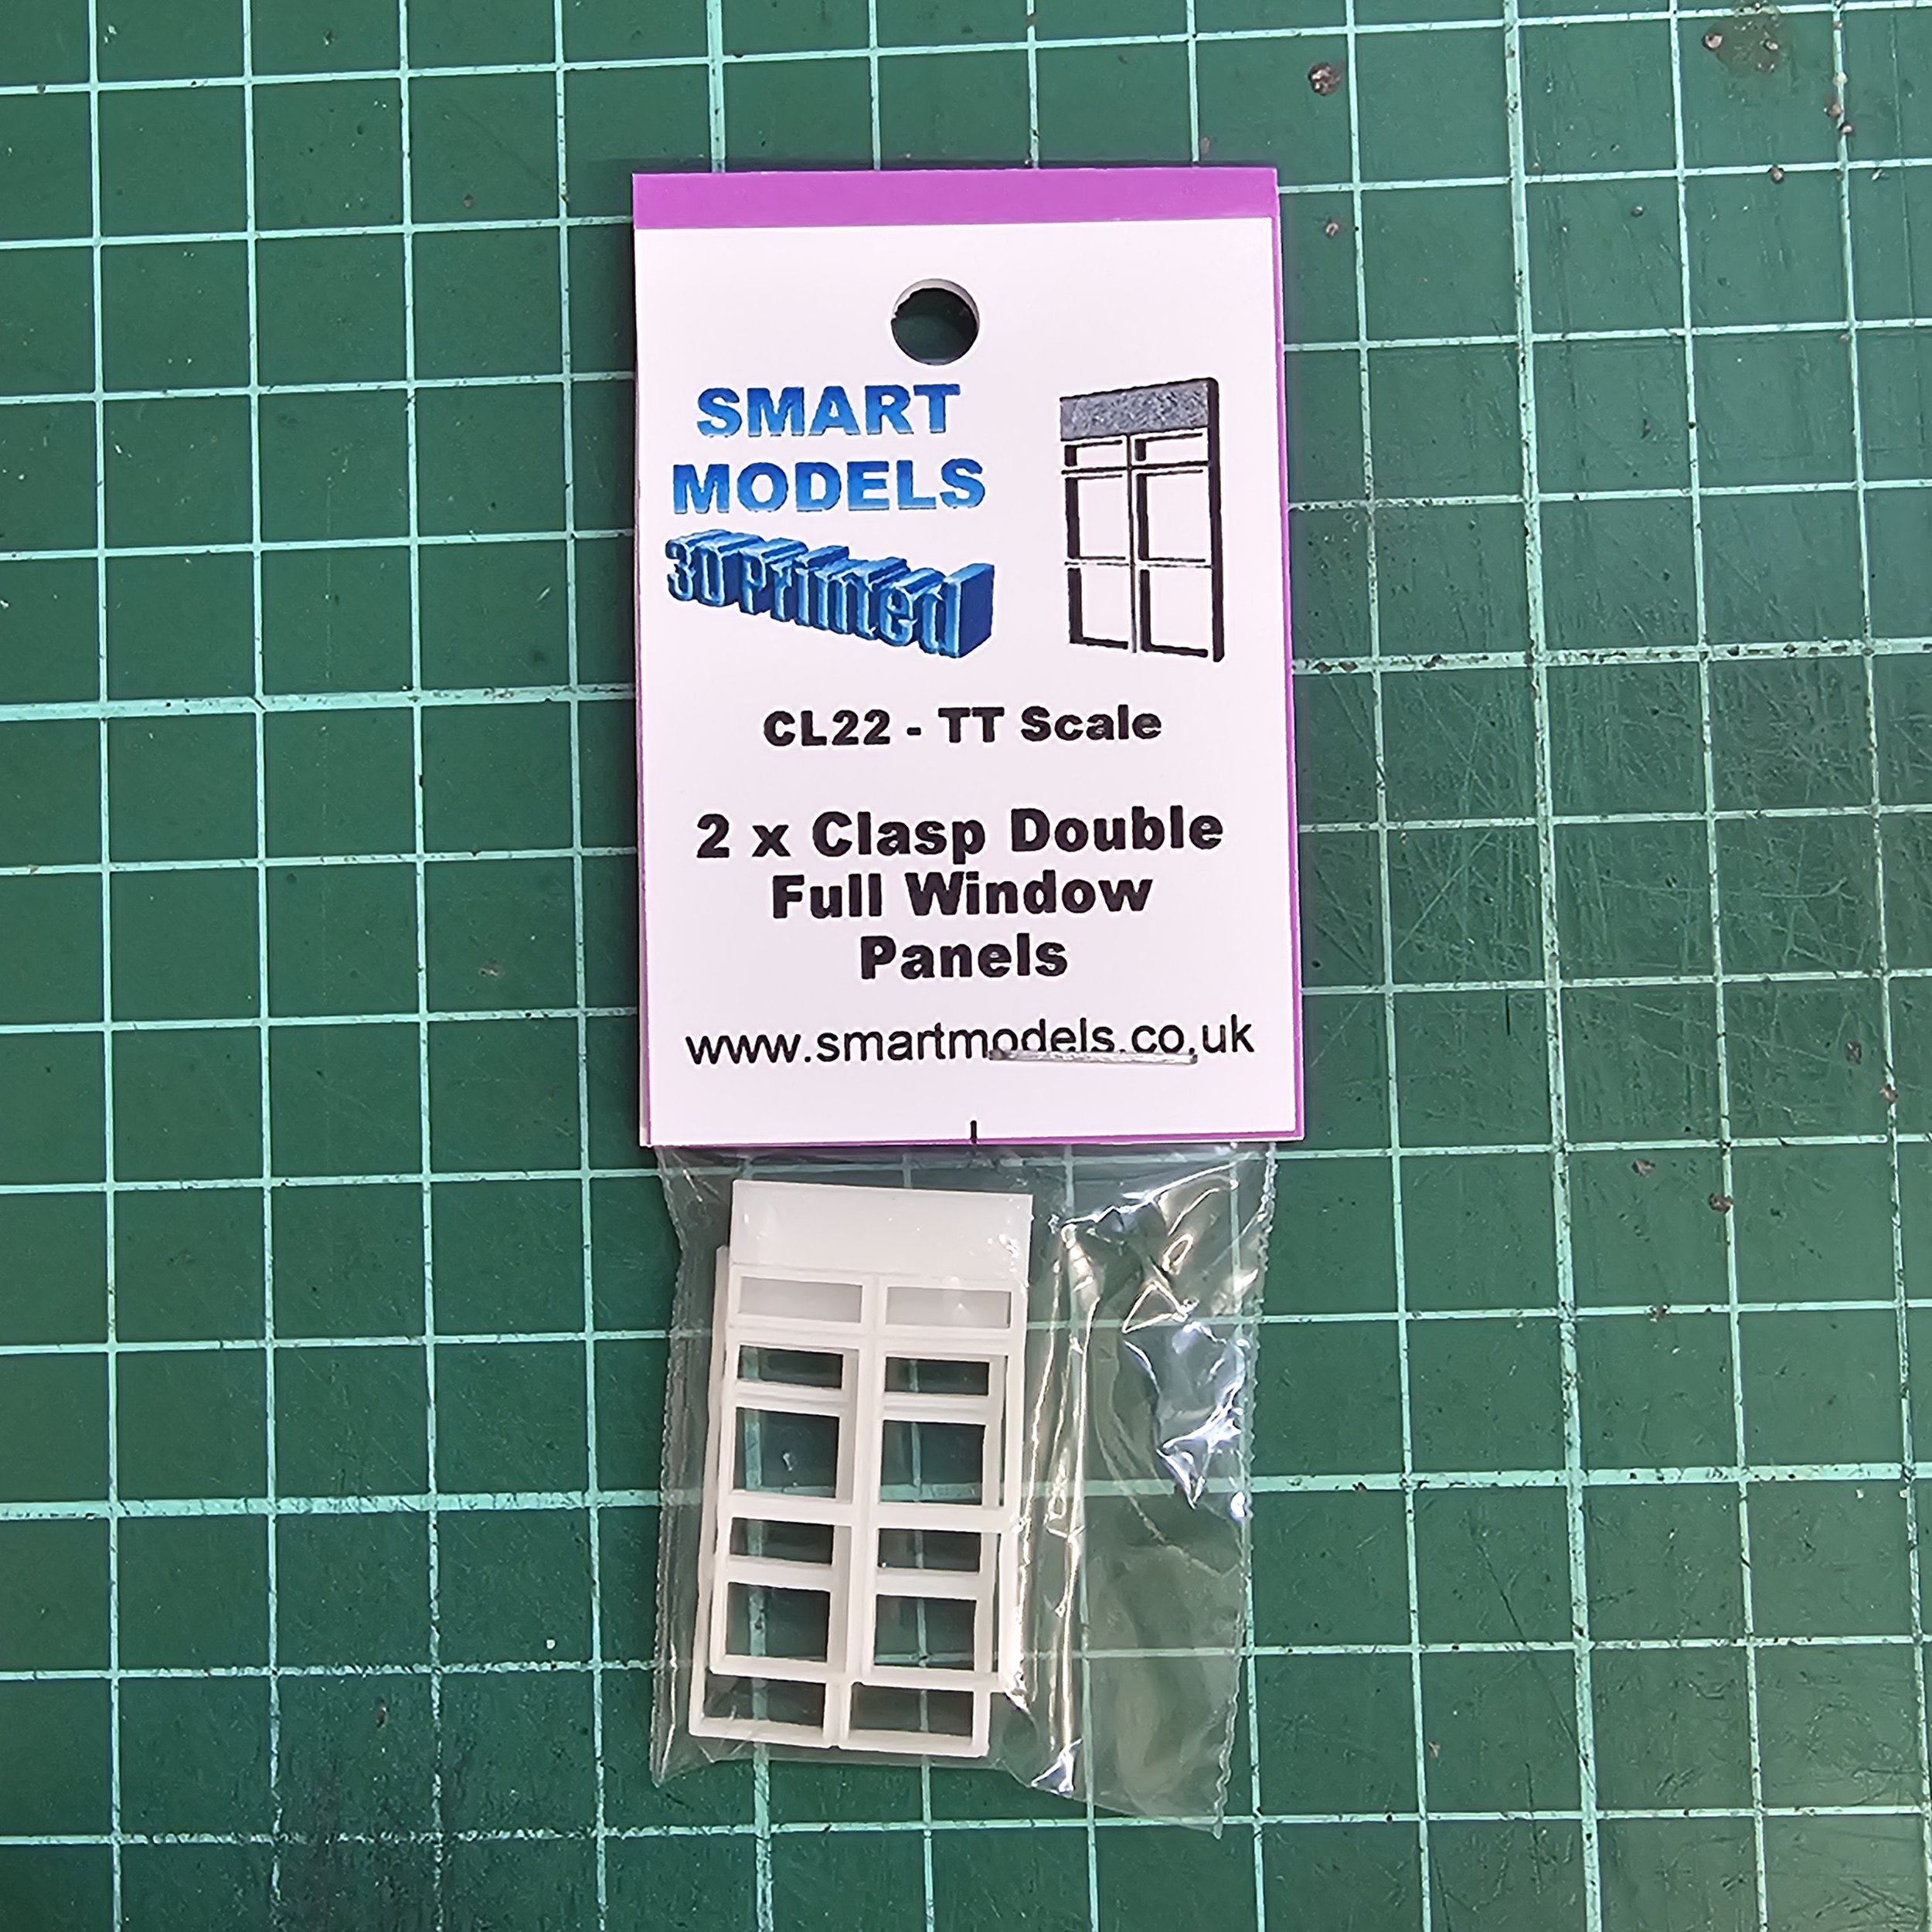 SMART
MODELS
3D Printed
CL22 - TT Scale
2 x Clasp Double
Full Window
Panels
www.smartmodels.co.uk